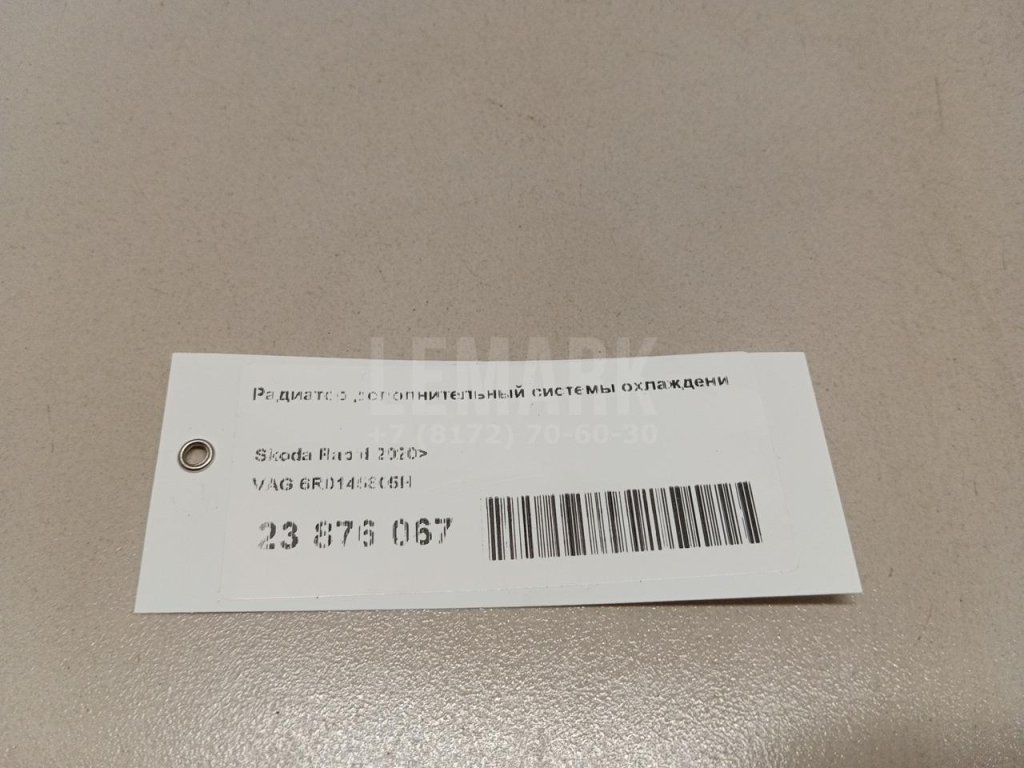 LEMARK
Радиатор дополнительный системы охлаждени
+7 (8172) 70-60-30
Skoda Rapid 2020>
VAG 6R0145805H
23 876 067